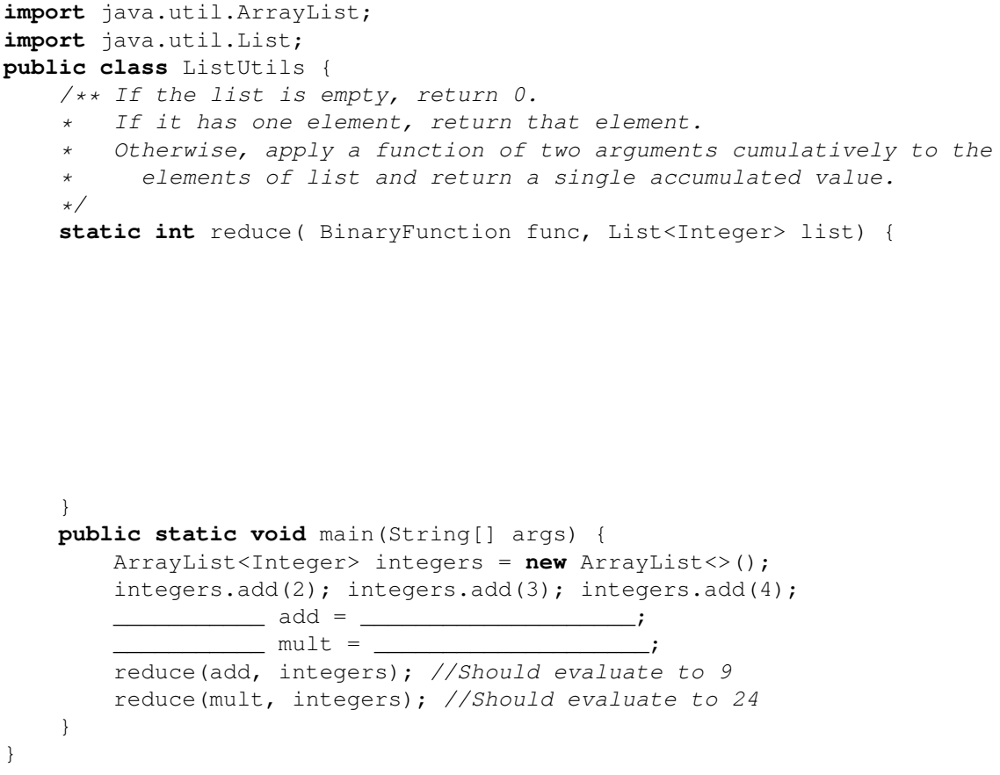 import java.util.ArrayList;
import java.util.List;
public class ListUtils {
    /** If the list is empty, return 0.
    *   If it has one element, return that element.
    *   Otherwise, apply a function of two arguments cumulatively to the
    *     elements of list and return a single accumulated value.
    */
    static int reduce( BinaryFunction func, List<Integer> list) {
    }
    public static void main(String[] args) {
        ArrayList<Integer> integers = new ArrayList<>();
        integers.add(2); integers.add(3); integers.add(4);
        ___________ add = ____________________;
        ___________ mult = ____________________;
        reduce(add, integers); //Should evaluate to 9
        reduce(mult, integers); //Should evaluate to 24
    }
}